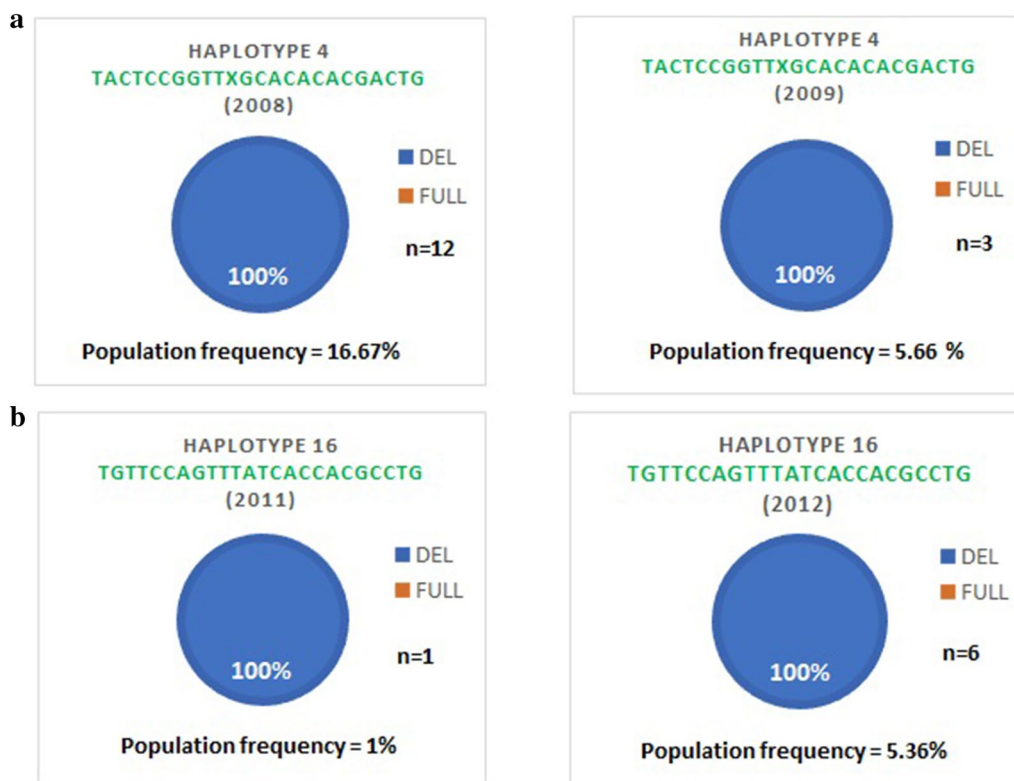 a
HAPLOTYPE 4
TACTCCGGTTXGCACACACGACTG
(2008)
DEL
FULL
n=12
100%
Population frequency = 16.67%
HAPLOTYPE 4
TACTCCGGTTXGCACACACGACTG
(2009)
DEL
FULL
n=3
100%
Population frequency = 5.66 %
b
HAPLOTYPE 16
TGTTCCAGTTTATCACCACGCCTG
(2011)
DEL
FULL
n=1
100%
Population frequency = 1%
HAPLOTYPE 16
TGTTCCAGTTTATCACCACGCCTG
(2012)
DEL
FULL
n=6
100%
Population frequency = 5.36%